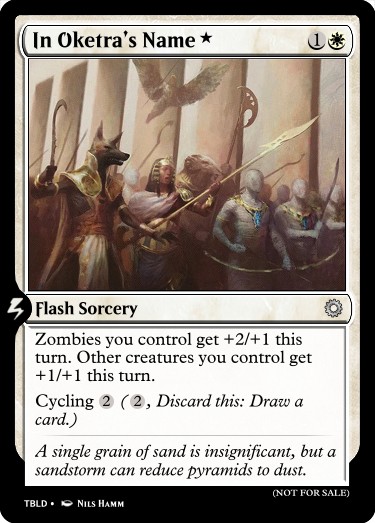 In Oketra's Name ★ 1
Flash Sorcery
Zombies you control get +2/+1 this
turn. Other creatures you control get
+1/+1 this turn.
Cycling 2 ( 2, Discard this: Draw a
card.)
A single grain of sand is insignificant, but a
sandstorm can reduce pyramids to dust.
(NOT FOR SALE)
TBLD • Nils Hamm